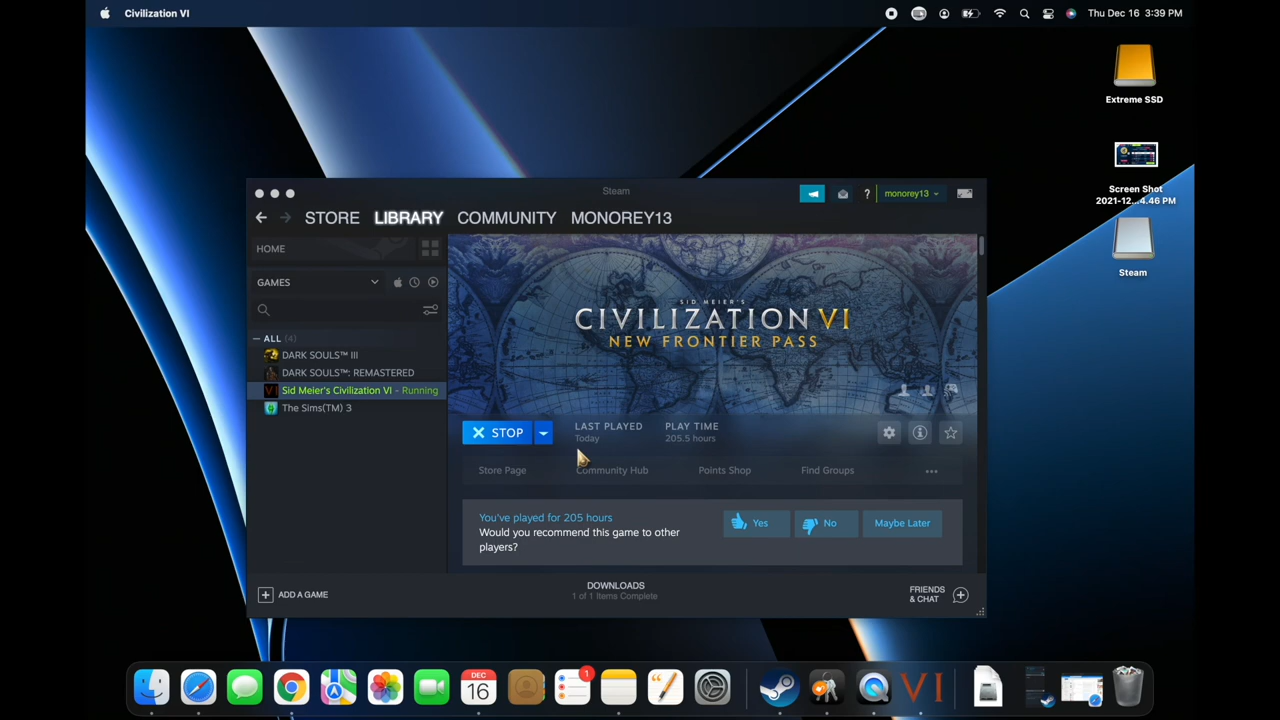 Civilization VI
Thu Dec 16 3:39 PM
Extreme SSD
Screen Shot
2021-12...4.46 PM
Steam
Steam
? monorey13
STORE LIBRARY COMMUNITY MONOREY13
HOME
GAMES
— ALL (4)
DARK SOULS™ III
DARK SOULS™: REMASTERED
VI Sid Meier's Civilization VI - Running
The Sims(TM) 3
SID MEIER'S
CIVILIZATION VI
NEW FRONTIER PASS
STOP
LAST PLAYED
Today
PLAY TIME
205.5 hours
Store Page Community Hub Points Shop Find Groups
You've played for 205 hours
Would you recommend this game to other
players?
Yes No Maybe Later
+ ADD A GAME
DOWNLOADS
1 of 1 Items Complete
FRIENDS
& CHAT
DEC
16
1
VI